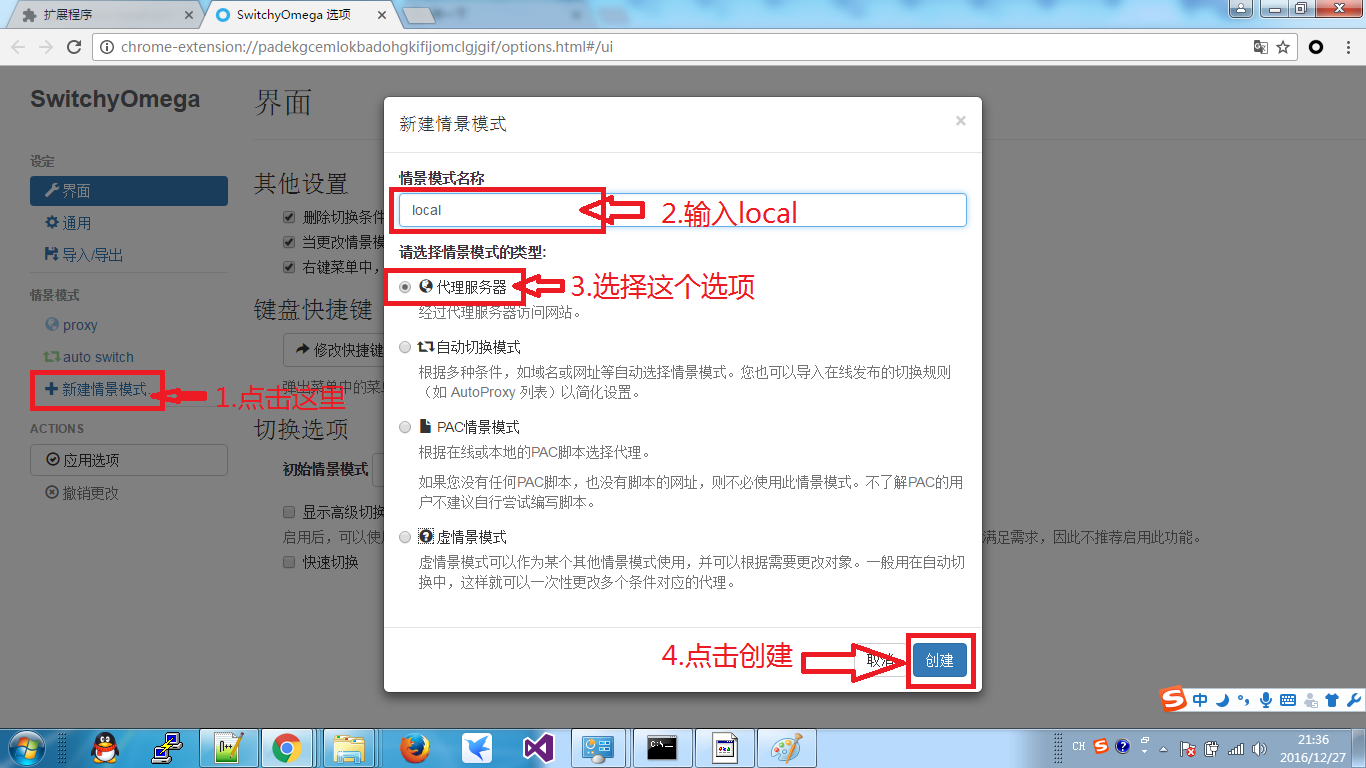 扩展程序
SwitchyOmega 选项
chrome-extension://padekgcemlokbadohgkifijomclgjgif/options.html#/ui
SwitchyOmega
界面
设定
界面
通用
导入/导出
情景模式
proxy
auto switch
新建情景模式
1.点击这里
ACTIONS
应用选项
撤销更改
其他设置
删除切换条件
当更改情景模
右键菜单中，
键盘快捷键
修改快捷键
弹出菜单中的菜
切换选项
初始情景模式
显示高级切换
启用后，可以使
满足需求，因此不推荐启用此功能。
快速切换
新建情景模式
×
情景模式名称
local
2.输入local
请选择情景模式的类型:
代理服务器
3.选择这个选项
经过代理服务器访问网站。
自动切换模式
根据多种条件，如域名或网址等自动选择情景模式。您也可以导入在线发布的切换规则
（如 AutoProxy 列表）以简化设置。
PAC情景模式
根据在线或本地的PAC脚本选择代理。
如果您没有任何PAC脚本，也没有脚本的网址，则不必使用此情景模式。不了解PAC的用
户不建议自行尝试编写脚本。
虚情景模式
虚情景模式可以作为某个其他情景模式使用，并可以根据需要更改对象。一般用在自动切
换中，这样就可以一次性更改多个条件对应的代理。
4.点击创建
取消
创建
中
CH
21:36
2016/12/27